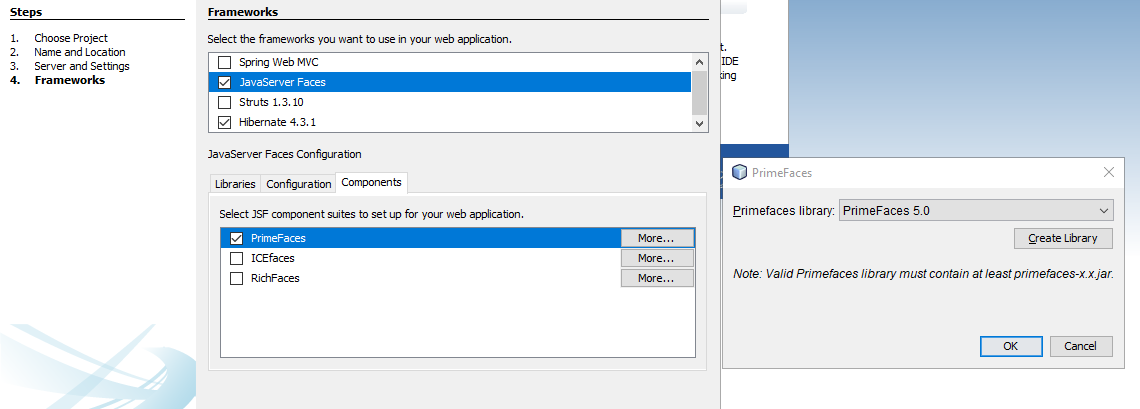 Steps
1. Choose Project
2. Name and Location
3. Server and Settings
4. Frameworks
Frameworks
Select the frameworks you want to use in your web application.
Spring Web MVC
JavaServer Faces
Struts 1.3.10
Hibernate 4.3.1
JavaServer Faces Configuration
Libraries Configuration Components
Select JSF component suites to set up for your web application.
PrimeFaces More...
ICEfaces More...
RichFaces More...
t.
IDE
king
PrimeFaces
Primefaces library: PrimeFaces 5.0
Create Library
Note: Valid Primefaces library must contain at least primefaces-x.x.jar.
OK Cancel